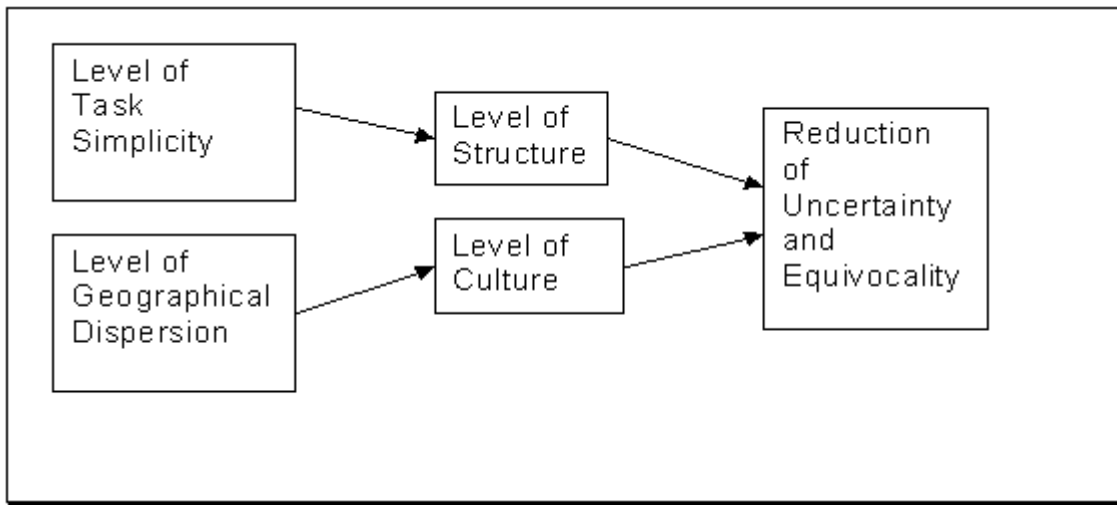 Level of
Task
Simplicity
Level of
Structure
Reduction
of
Uncertainty
and
Equivocality
Level of
Geographical
Dispersion
Level of
Culture